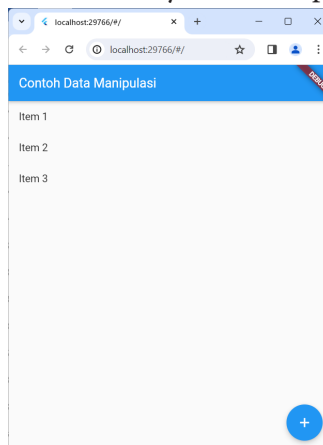 localhost:29766/#/
localhost:29766/#/
Contoh Data Manipulasi
Item 1
Item 2
Item 3